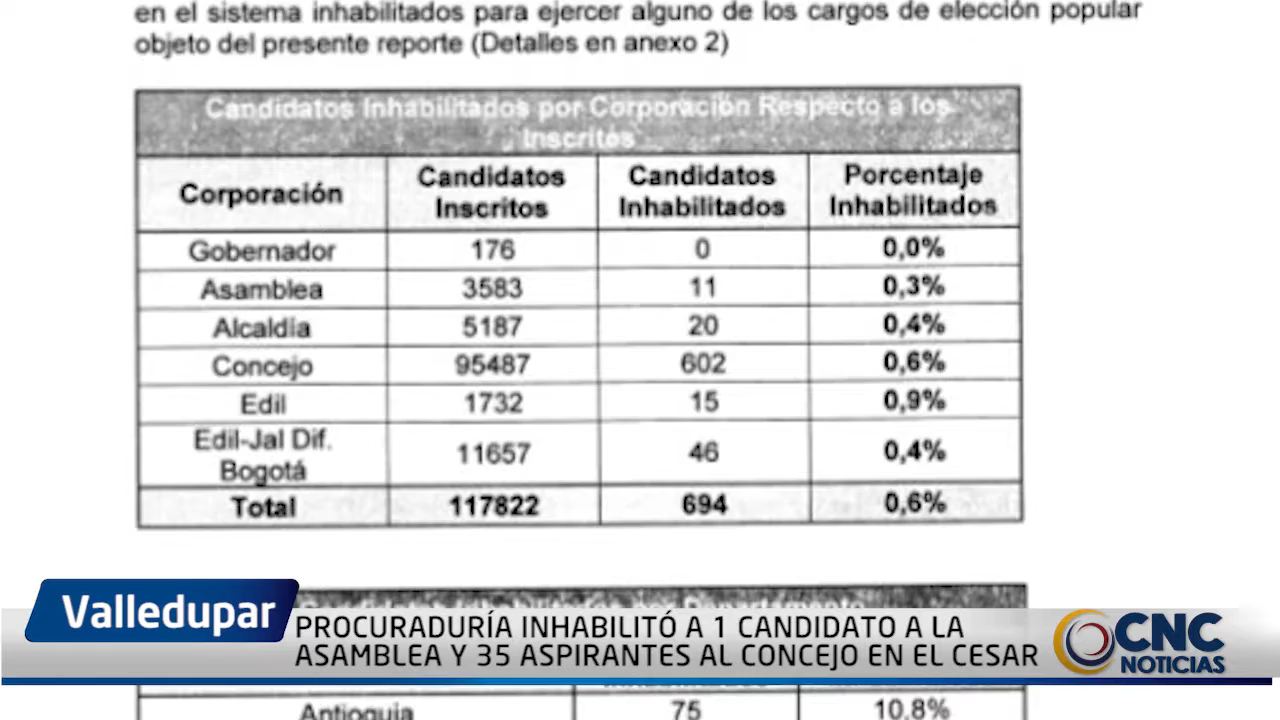 en el sistema inhabilitados para ejercer alguno de los cargos de elección popular
objeto del presente reporte (Detalles en anexo 2)
Candidatos Inhabilitados por Corporación Respecto a los
Inscritos
Corporación Candidatos Inscritos Candidatos Inhabilitados Porcentaje Inhabilitados
Gobernador 176 0 0,0%
Asamblea 3583 11 0,3%
Alcaldía 5187 20 0,4%
Concejo 95487 602 0,6%
Edil 1732 15 0,9%
Edil-Jal Dif. Bogotá 11657 46 0,4%
Total 117822 694 0,6%
Valledupar
PROCURADURÍA INHABILITÓ A 1 CANDIDATO A LA
ASAMBLEA Y 35 ASPIRANTES AL CONCEJO EN EL CESAR
CNC
NOTICIAS
Antioquia 75 10,8%